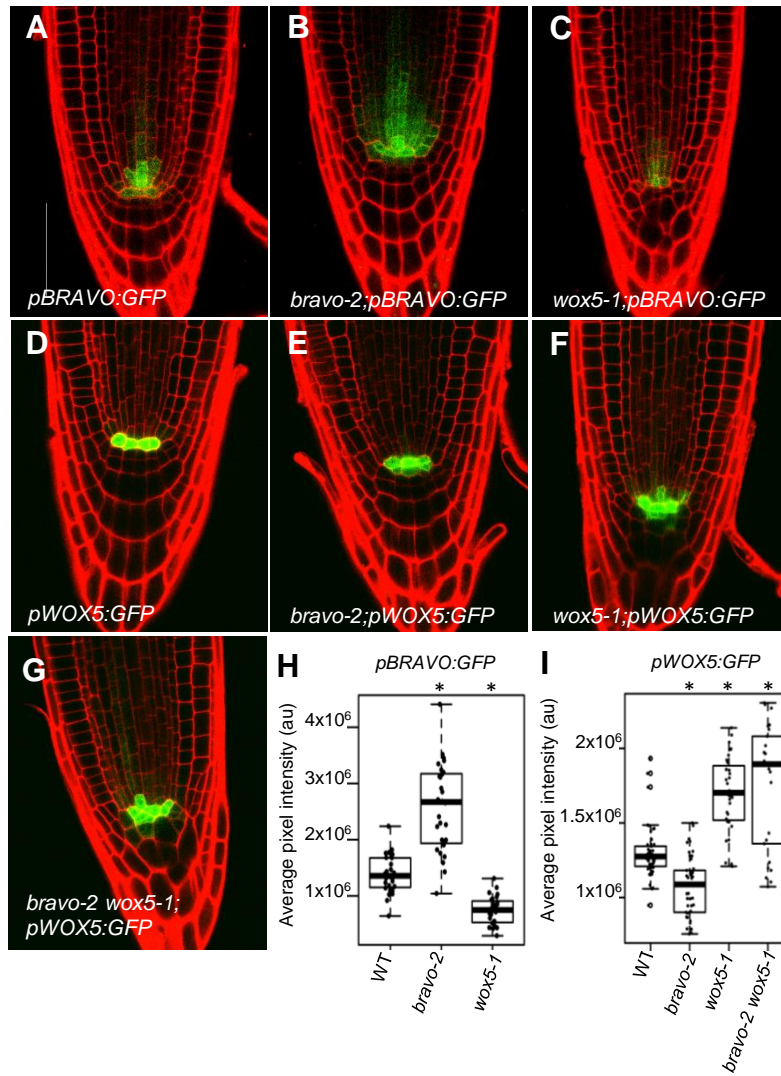 A
pBRAVO:GFP
B
bravo-2;pBRAVO:GFP
C
wox5-1;pBRAVO:GFP
D
pWOX5:GFP
E
bravo-2;pWOX5:GFP
F
wox5-1;pWOX5:GFP
G
bravo-2 wox5-1;
pWOX5:GFP
H
pBRAVO:GFP
* *
Average pixel intensity (au)
4x10⁶
3x10⁶
2x10⁶
1x10⁶
WT
bravo-2
wox5-1
I
pWOX5:GFP
* * *
Average pixel intensity (au)
2x10⁶
1.5x10⁶
1x10⁶
WT
bravo-2
wox5-1
bravo-2 wox5-1